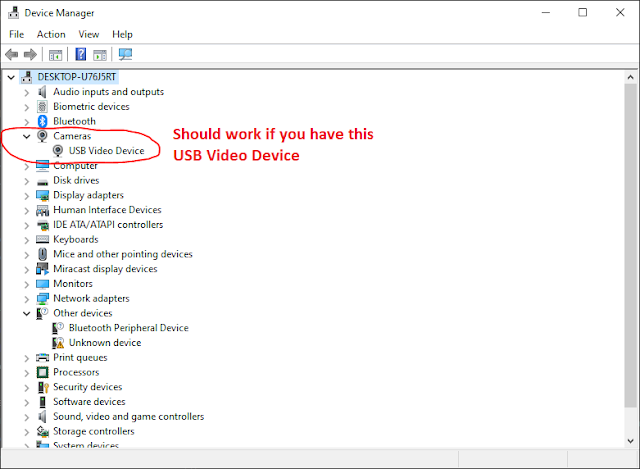 Device Manager
File Action View Help
DESKTOP-U76J5RT
Audio inputs and outputs
Biometric devices
Bluetooth
Cameras
USB Video Device
Should work if you have this
USB Video Device
Computer
Disk drives
Display adapters
Human Interface Devices
IDE ATA/ATAPI controllers
Keyboards
Mice and other pointing devices
Miracast display devices
Monitors
Network adapters
Other devices
Bluetooth Peripheral Device
Unknown device
Print queues
Processors
Security devices
Software devices
Sound, video and game controllers
Storage controllers
System devices